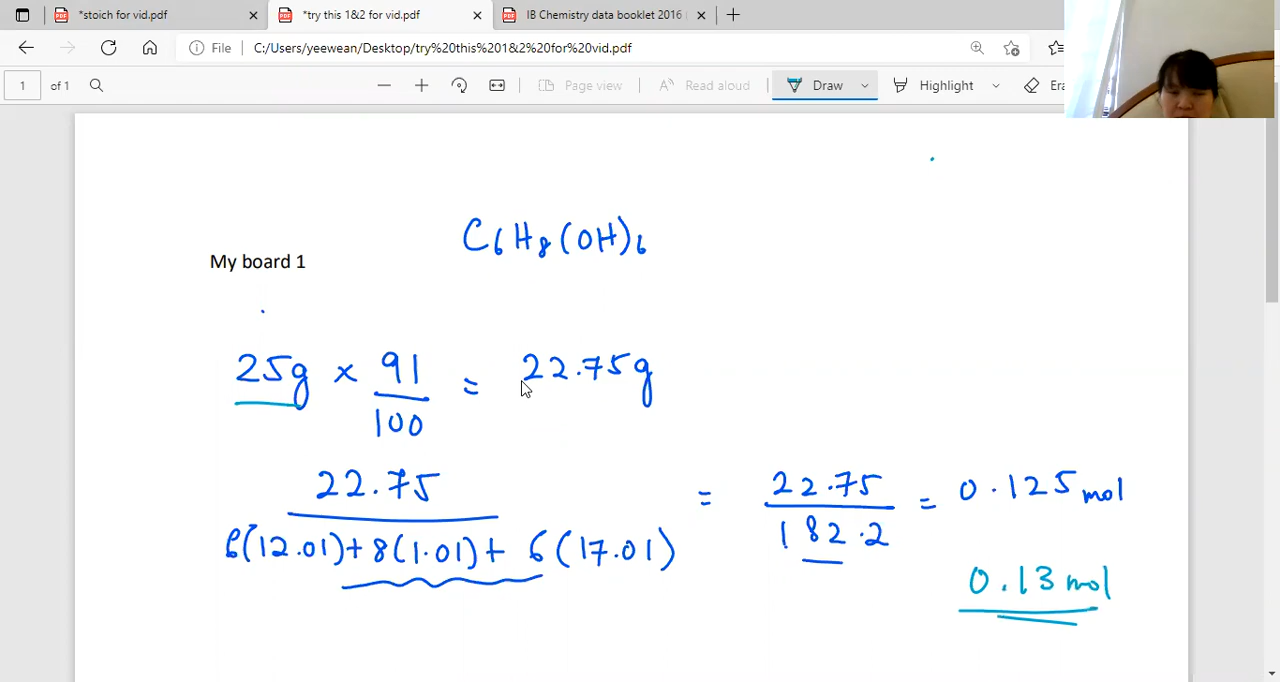 *stoich for vid.pdf
*try this 1&2 for vid.pdf
IB Chemistry data booklet 2016
File C:/Users/yeewean/Desktop/try%20this%201&2%20for%20vid.pdf
1 of 1 Page view Read aloud Draw Highlight Era
C6H8(OH)6
My board 1
25g × 91/100 = 22.75g
22.75 / 6(12.01)+8(1.01)+ 6(17.01) = 22.75/182.2 = 0.125 mol
0.13 mol